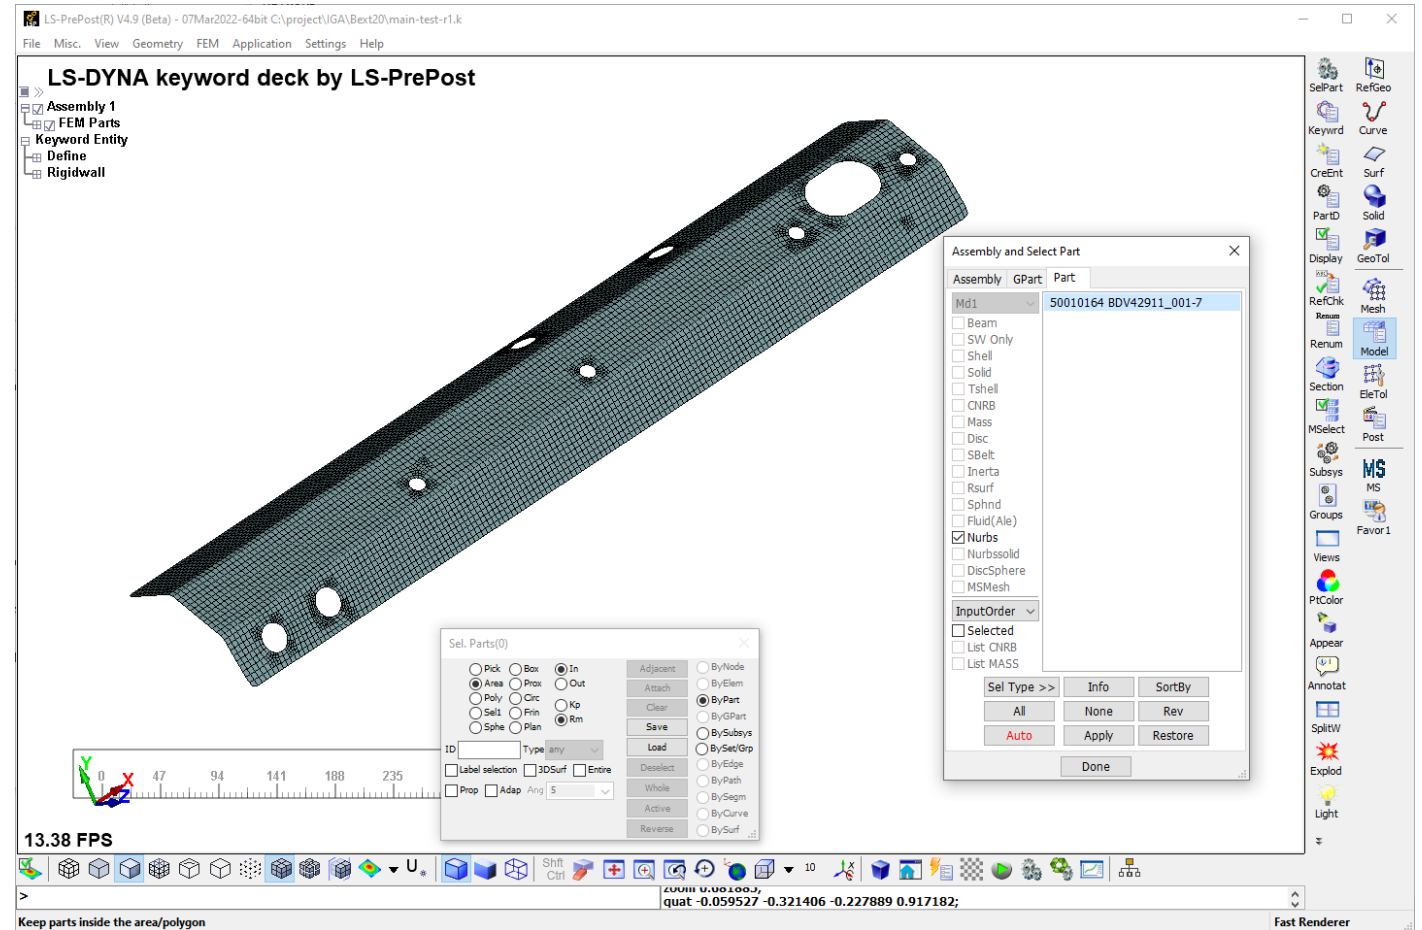 LS-PrePost(R) V4.9 (Beta) - 07Mar2022-64bit C:\project\IGA\Bext20\main-test-r1.k
File Misc. View Geometry FEM Application Settings Help
LS-DYNA keyword deck by LS-PrePost
Assembly 1
FEM Parts
Keyword Entity
Define
Rigidwall
Assembly and Select Part
Assembly GPart Part
Md1
50010164 BDV42911_001-7
Beam
SW Only
Shell
Solid
Tshell
CNRB
Mass
Disc
SBelt
Inerta
Rsurf
Sphnd
Fluid(Ale)
Nurbs
Nurbssolid
DiscSphere
MSMesh
InputOrder
Selected
List CNRB
List MASS
Sel Type >> Info SortBy
All None Rev
Auto Apply Restore
Done
Sel. Parts(0)
Pick Box In Adjacent ByNode
Area Prox Out Attach ByElem
Poly Circ Kp Clear ByPart
Sel1 Frin Rm Save ByGPart
Sphe Plan BySubsys
ID Type any Load BySet/Grp
Label selection 3DSurf Entire Deselect ByEdge
Prop Adap Ang 5 Whole ByPath
Active BySegm
ByCurve
Reverse BySurf
Y X Z
0 47 94 141 188 235
13.38 FPS
SelPart RefGeo
Keywrd Curve
CreEnt Surf
PartD Solid
Display GeoTol
RefChk Mesh
Renum
Renum Model
Section EleTol
MSelect Post
Subsys MS
MS
Groups Favor1
Views
PtColor
Appear
Annotat
SplitW
Explod
Light
U
Shft
Ctrl
10
>
zoom 0.681885;
quat -0.059527 -0.321406 -0.227889 0.917182;
Keep parts inside the area/polygon
Fast Renderer